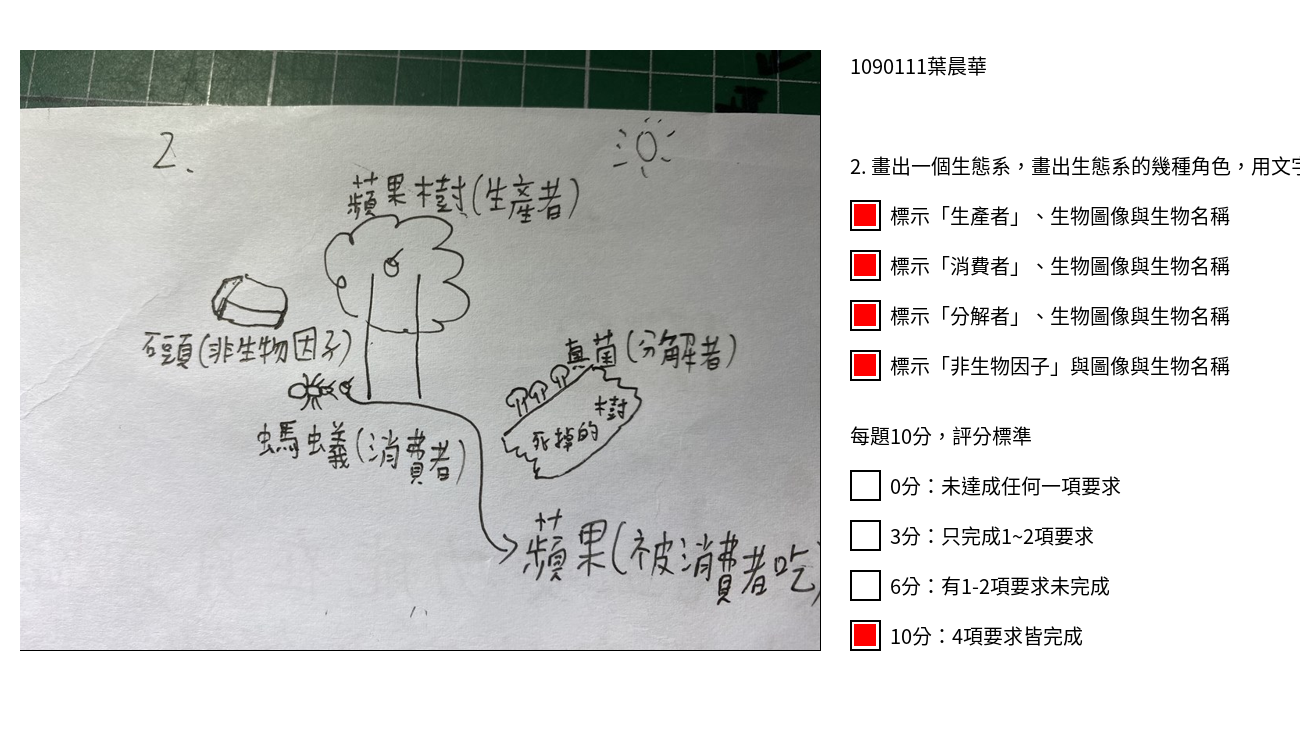 2.
蘋果樹(生產者)
石頭(非生物因子)
真菌(分解者)
死掉的樹
螞蟻(消費者)
蘋果(被消費者吃)
1090111葉晨華
2. 畫出一個生態系，畫出生態系的幾種角色，用文字
標示「生產者」、生物圖像與生物名稱
標示「消費者」、生物圖像與生物名稱
標示「分解者」、生物圖像與生物名稱
標示「非生物因子」與圖像與生物名稱
每題10分，評分標準
0分：未達成任何一項要求
3分：只完成1~2項要求
6分：有1-2項要求未完成
10分：4項要求皆完成